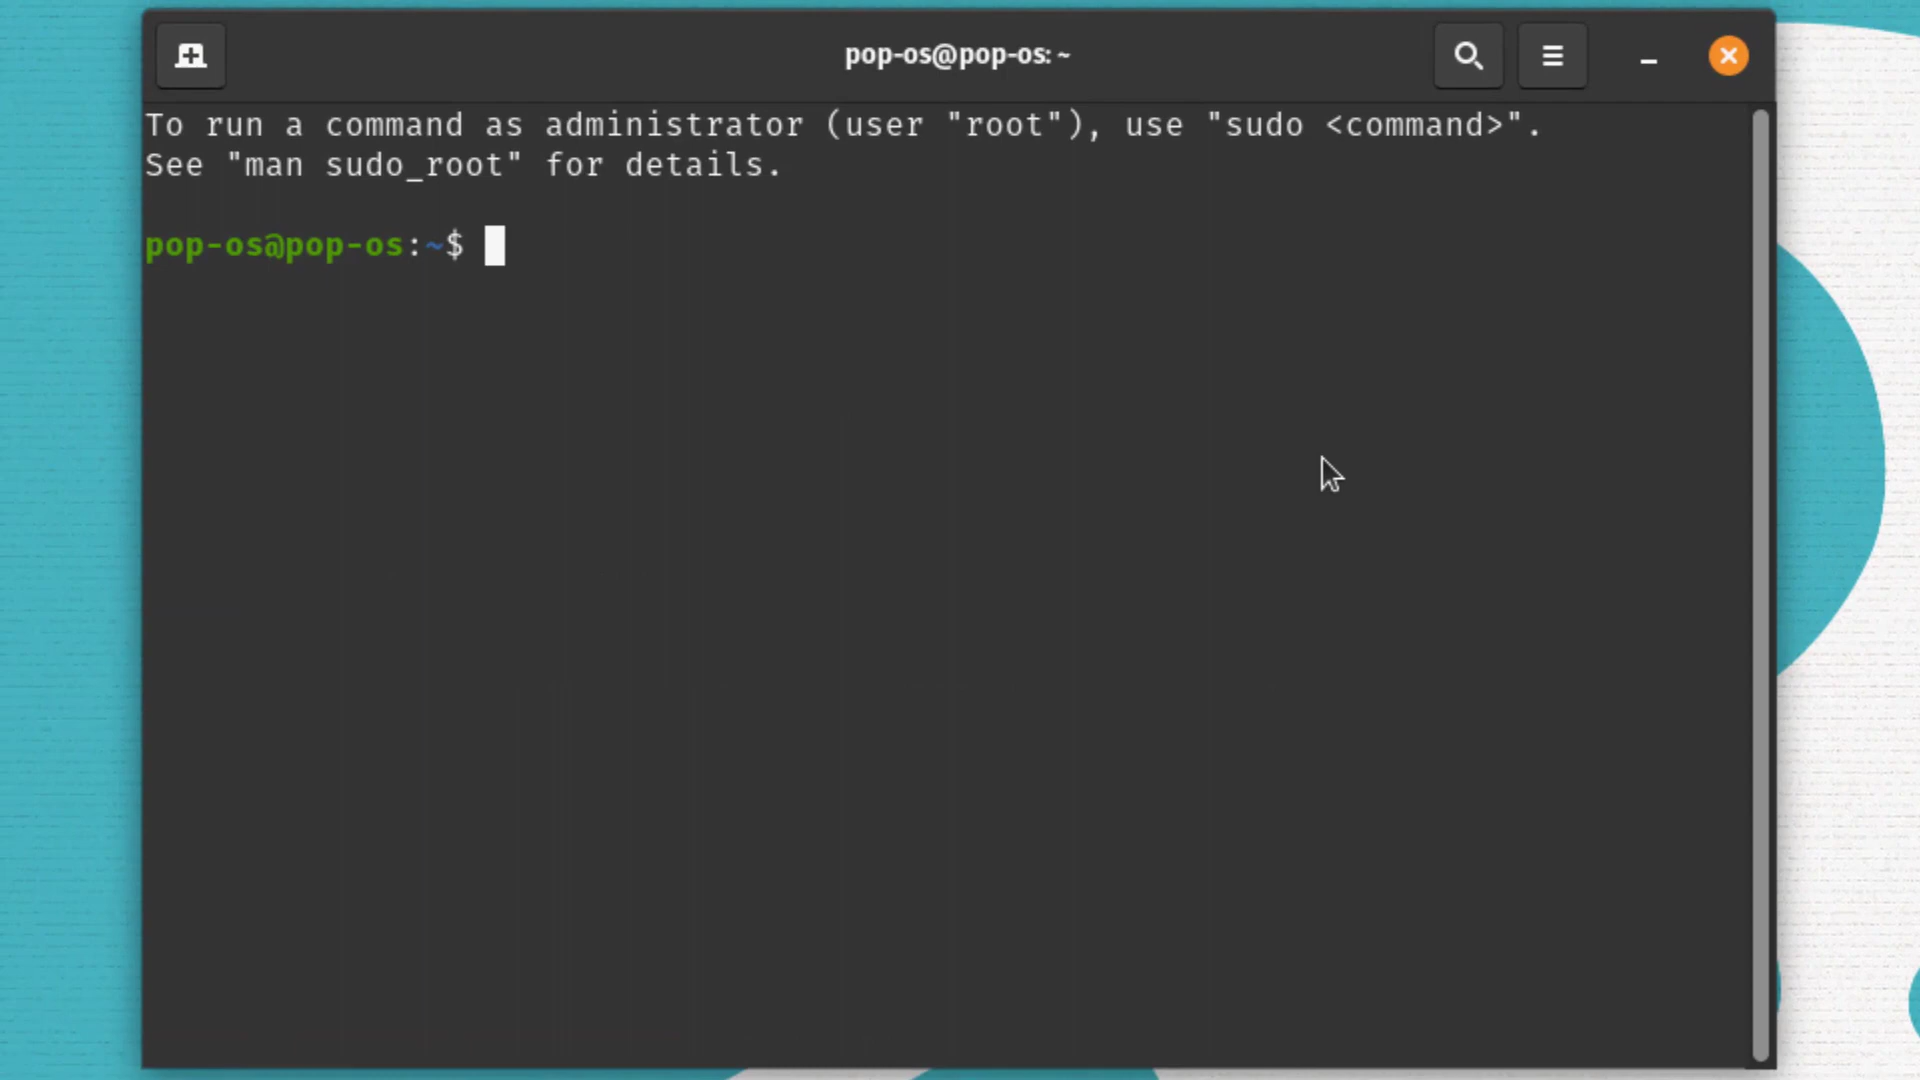 pop-os@pop-os: ~
To run a command as administrator (user "root"), use "sudo <command>".
See "man sudo_root" for details.
pop-os@pop-os:~$